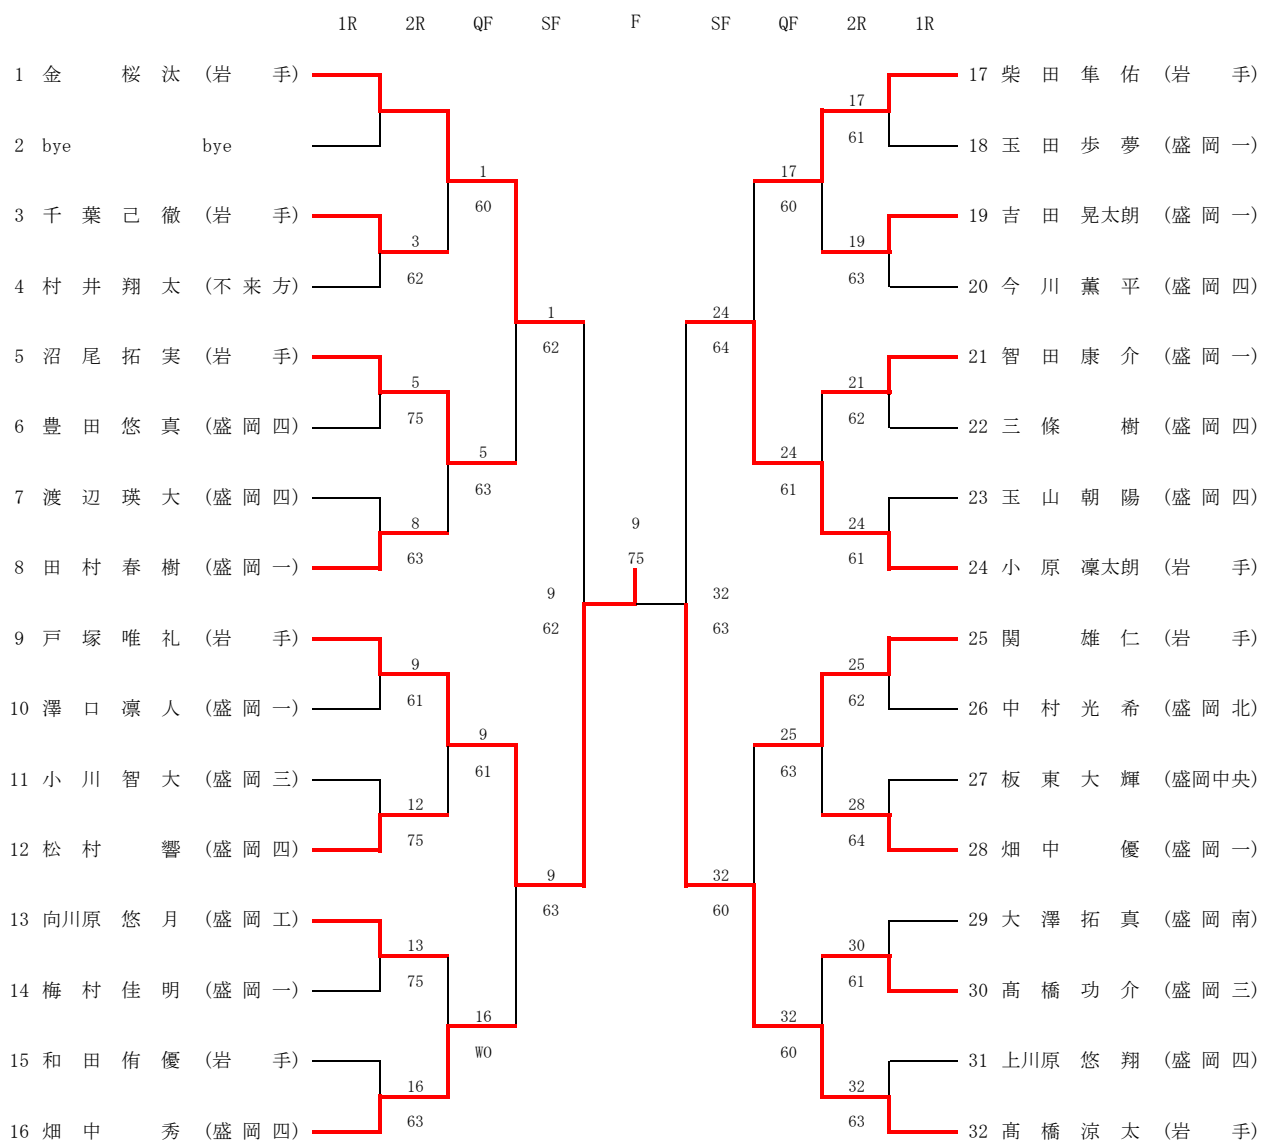 1R 2R QF SF F SF QF 2R 1R
1 金 桜 汰 (岩 手) 17 柴 田 隼 佑 (岩 手)
17
61
2 bye bye 18 玉 田 歩 夢 (盛 岡 一)
1 17
60 60
3 千 葉 己 徹 (岩 手) 19 吉 田 晃太朗 (盛 岡 一)
3 19
62 63
4 村 井 翔 太 (不 来 方) 20 今 川 薫 平 (盛 岡 四)
1 24
62 64
5 沼 尾 拓 実 (岩 手) 21 智 田 康 介 (盛 岡 一)
5 21
75 62
6 豊 田 悠 真 (盛 岡 四) 22 三 條 樹 (盛 岡 四)
5 24
63 61
7 渡 辺 瑛 大 (盛 岡 四) 23 玉 山 朝 陽 (盛 岡 四)
8 9 24
63 75 61
8 田 村 春 樹 (盛 岡 一) 24 小 原 凜太朗 (岩 手)
9 32
62 63
9 戸 塚 唯 礼 (岩 手) 25 関 雄 仁 (岩 手)
9 25
61 62
10 澤 口 凛 人 (盛 岡 一) 26 中 村 光 希 (盛 岡 北)
9 25
61 63
11 小 川 智 大 (盛 岡 三) 27 板 東 大 輝 (盛岡中央)
12 28
75 64
12 松 村 響 (盛 岡 四) 28 畑 中 優 (盛 岡 一)
9 32
63 60
13 向川原 悠 月 (盛 岡 工) 29 大 澤 拓 真 (盛 岡 南)
13 30
75 61
14 梅 村 佳 明 (盛 岡 一) 30 髙 橋 功 介 (盛 岡 三)
16 32
WO 60
15 和 田 侑 優 (岩 手) 31 上川原 悠 翔 (盛 岡 四)
16 32
63 63
16 畑 中 秀 (盛 岡 四) 32 髙 橋 涼 太 (岩 手)